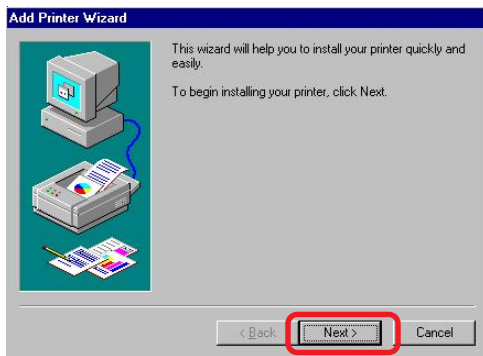 Add Printer Wizard
This wizard will help you to install your printer quickly and
easily.
To begin installing your printer, click Next.
< Back
Next >
Cancel